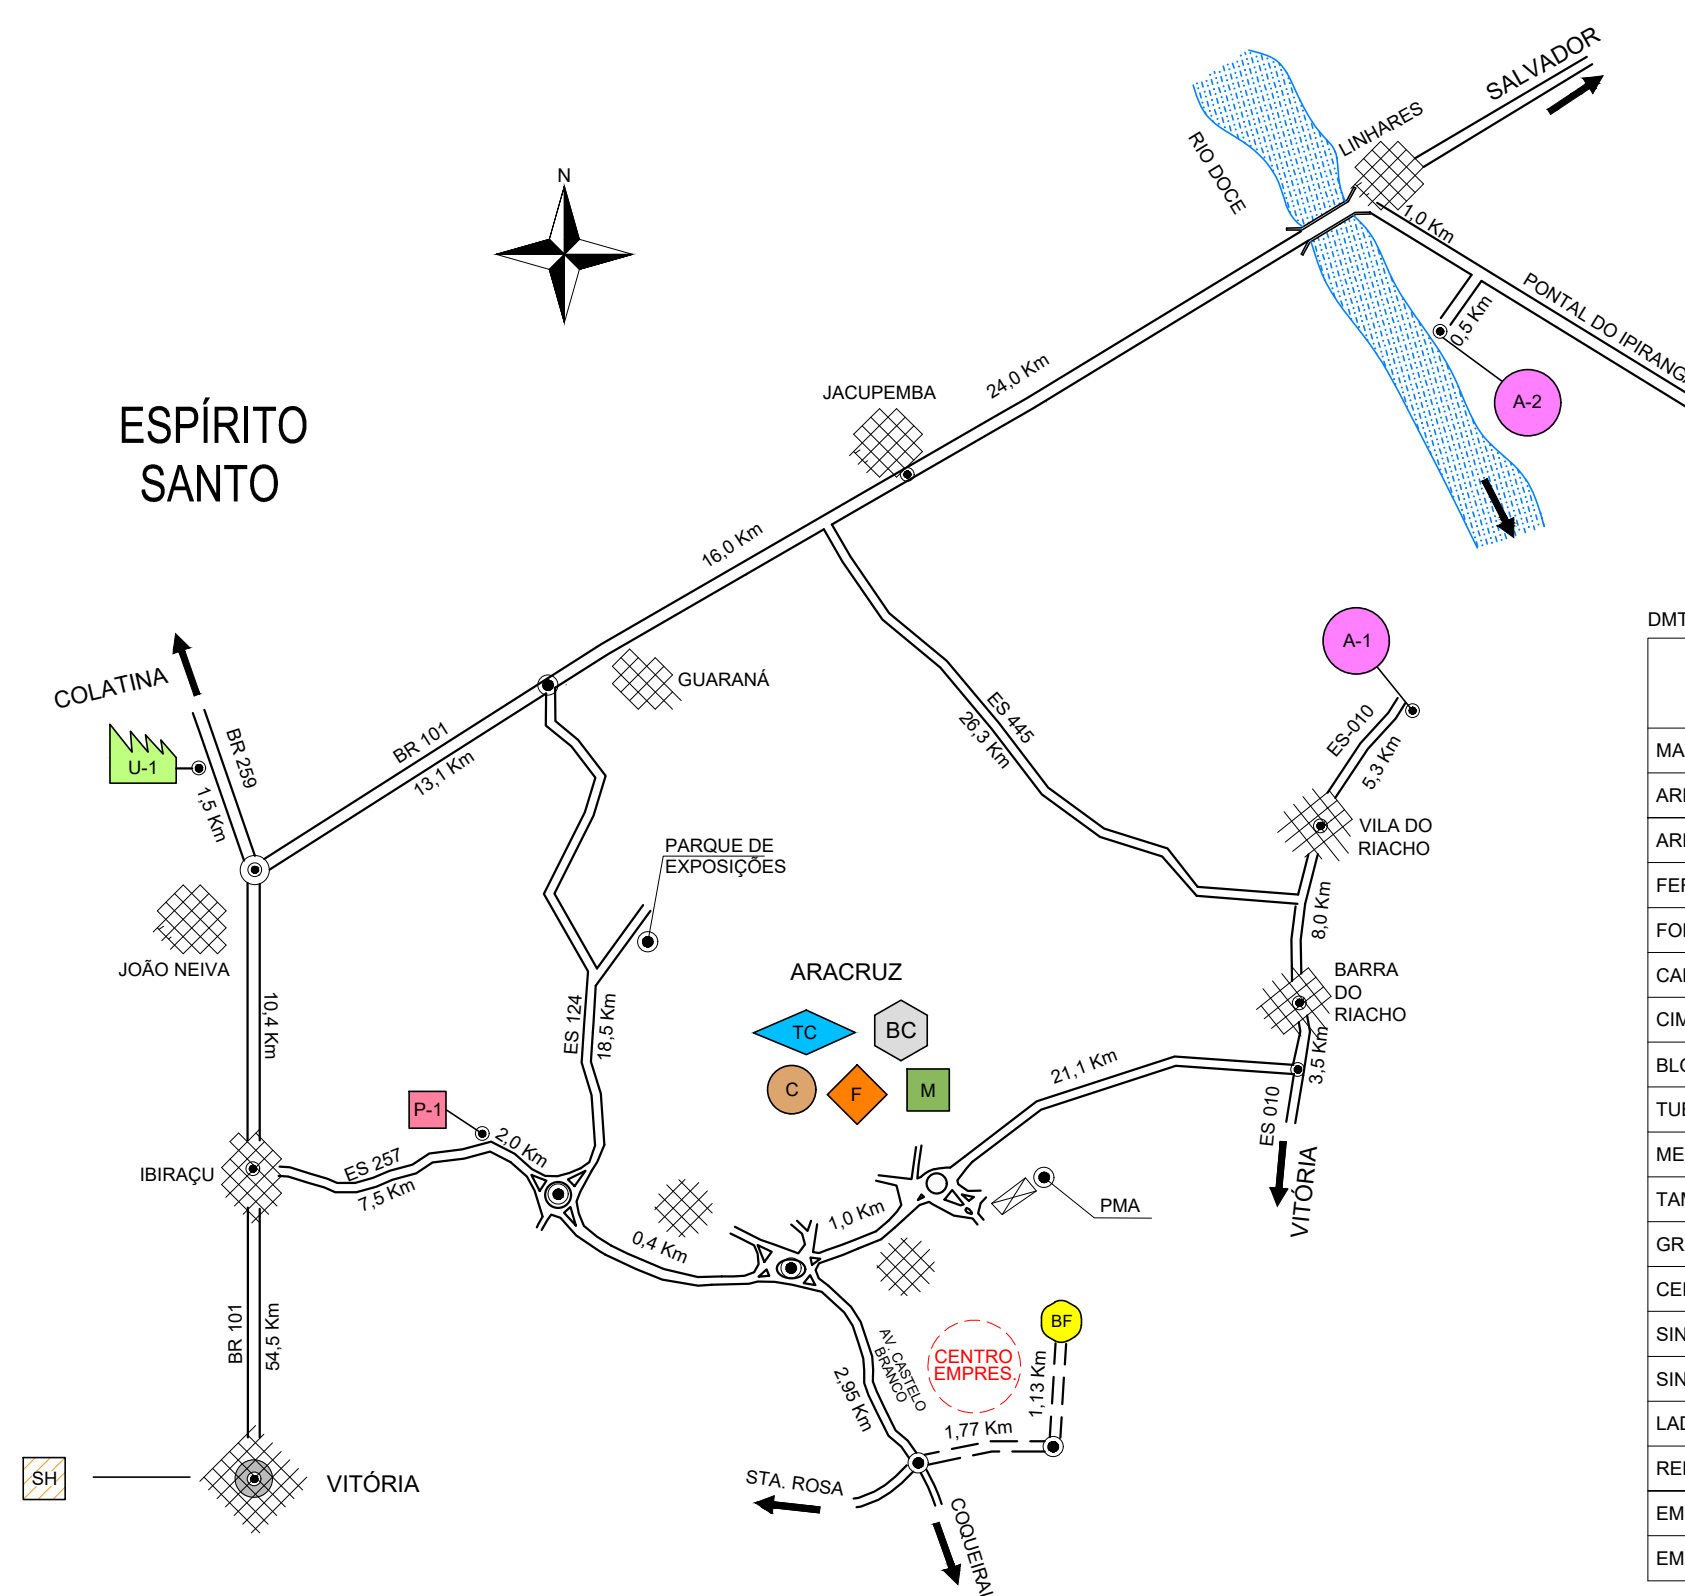 SALVADOR
LINHARES
RIO DOCE
N
1,0 Km
PONTAL DO IPIRANGA
0,5 Km
A-2
24,0 Km
JACUPEMBA
ESPÍRITO
SANTO
16,0 Km
A-1
DMT
GUARANÁ
COLATINA
BR 259
U-1
1,5 Km
BR 101
13,1 Km
ES 445
26,3 Km
ES-010
5,3 Km
VILA DO
RIACHO
PARQUE DE
EXPOSIÇÕES
8,0 Km
JOÃO NEIVA
ARACRUZ
BARRA
DO
RIACHO
TC
BC
C
F
M
10,4 Km
ES 124
18,5 Km
21,1 Km
3,5 Km
ES 010
VITÓRIA
P-1
2,0 Km
IBIRAÇU
ES 257
7,5 Km
PMA
1,0 Km
0,4 Km
BR 101
54,5 Km
AV. CASTELO
BRANCO
2,95 Km
CENTRO
EMPRES.
BF
1,13 Km
1,77 Km
SH
VITÓRIA
STA. ROSA
COQUEIRAL
MA
FO
CA
TU
ME
TA
GR
CE
SIN
SIN
EM
EM